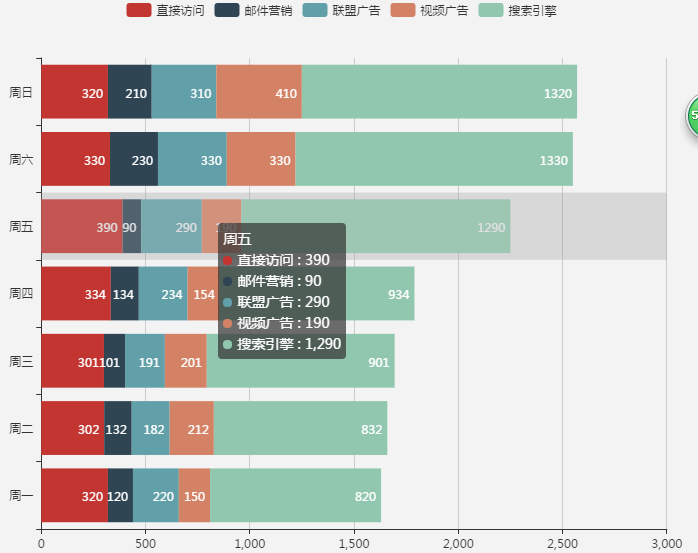 直接访问 邮件营销 联盟广告 视频广告 搜索引擎
周日 320 210 310 410 1320
周六 330 230 330 330 1330
周五 390 90 290 190 1290
周五
直接访问 : 390
邮件营销 : 90
联盟广告 : 290
视频广告 : 190
搜索引擎 : 1,290
周四 334 134 234 154 934
周三 301 101 191 201 901
周二 302 132 182 212 832
周一 320 120 220 150 820
0 500 1,000 1,500 2,000 2,500 3,000